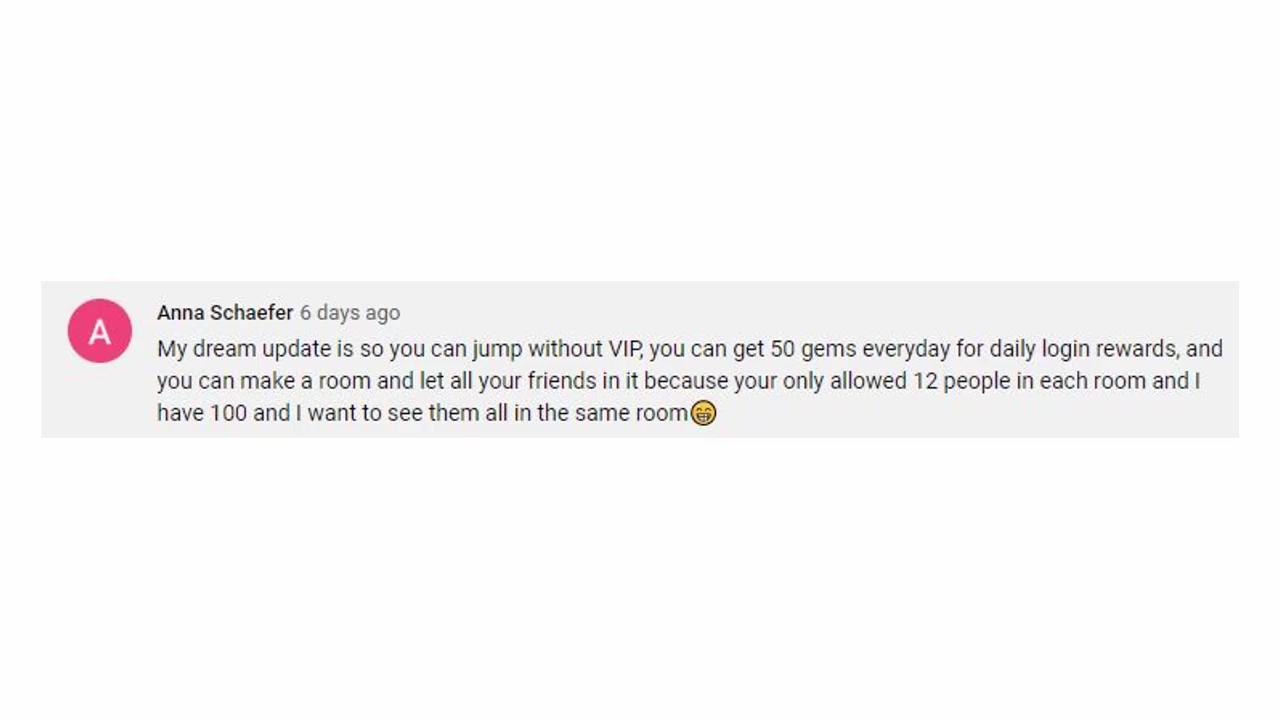 A
Anna Schaefer 6 days ago
My dream update is so you can jump without VIP, you can get 50 gems everyday for daily login rewards, and
you can make a room and let all your friends in it because your only allowed 12 people in each room and I
have 100 and I want to see them all in the same room😁